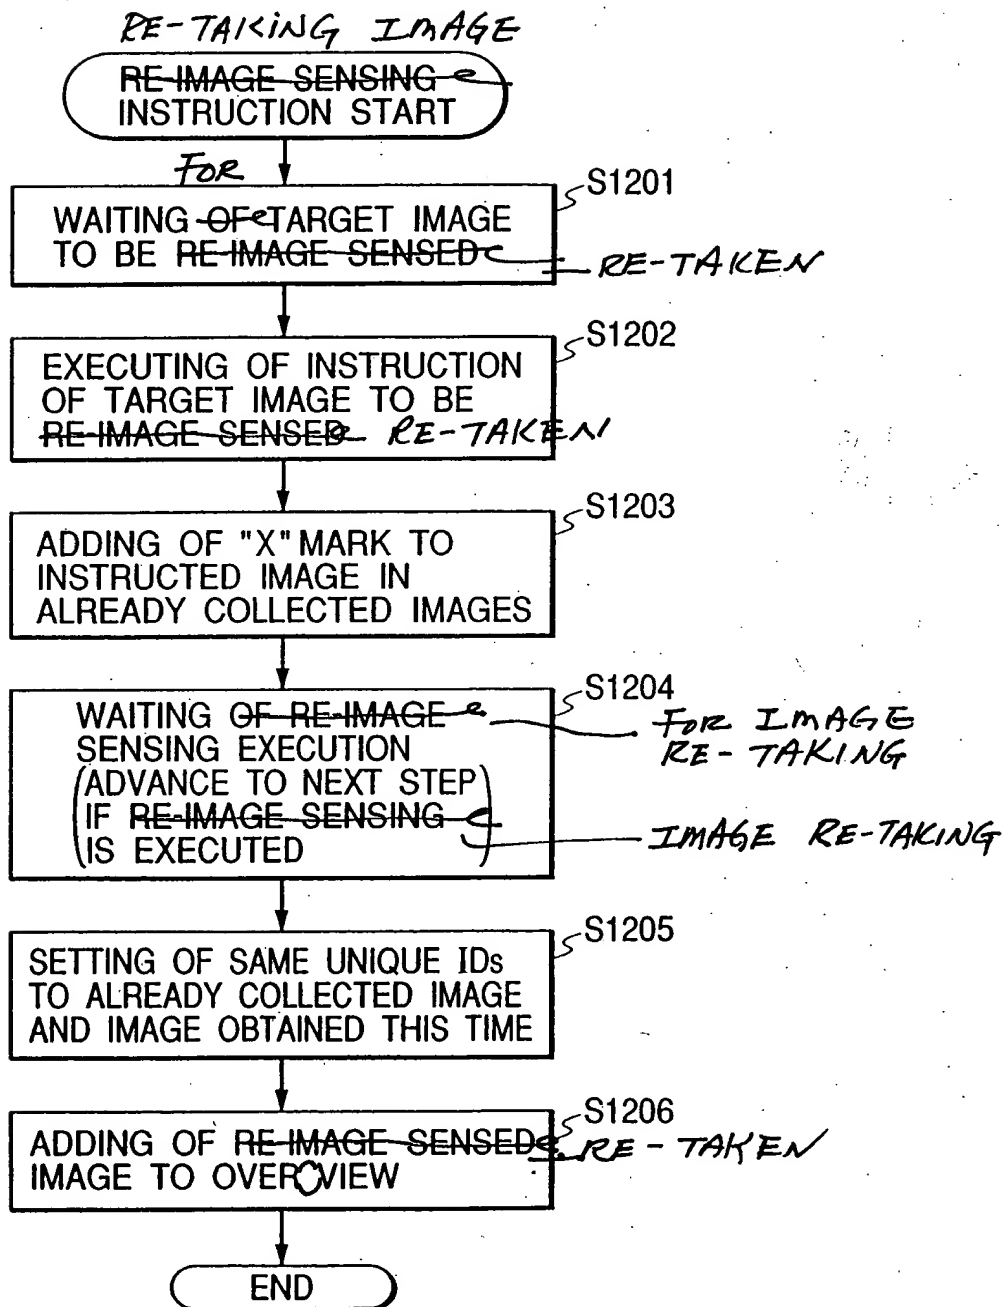 RE-TAKING IMAGE
RE-IMAGE SENSING
INSTRUCTION START
FOR
S1201
WAITING OF TARGET IMAGE
TO BE RE-IMAGE SENSED
RE-TAKEN
S1202
EXECUTING OF INSTRUCTION
OF TARGET IMAGE TO BE
RE-IMAGE SENSED RE-TAKEN
S1203
ADDING OF "X" MARK TO
INSTRUCTED IMAGE IN
ALREADY COLLECTED IMAGES
S1204
WAITING OF RE-IMAGE
SENSING EXECUTION
(ADVANCE TO NEXT STEP
IF RE-IMAGE SENSING
IS EXECUTED)
FOR IMAGE
RE-TAKING
IMAGE RE-TAKING
S1205
SETTING OF SAME UNIQUE IDs
TO ALREADY COLLECTED IMAGE
AND IMAGE OBTAINED THIS TIME
S1206
ADDING OF RE-IMAGE SENSED RE-TAKEN
IMAGE TO OVER VIEW
END